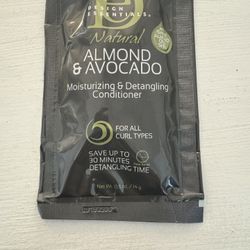 DESIGN
ESSENTIALS
Natural
ALMOND
& AVOCADO
Moisturizing & Detangling
Conditioner
FOR ALL
CURL TYPES
SAVE UP TO
30 MINUTES
DETANGLING TIME